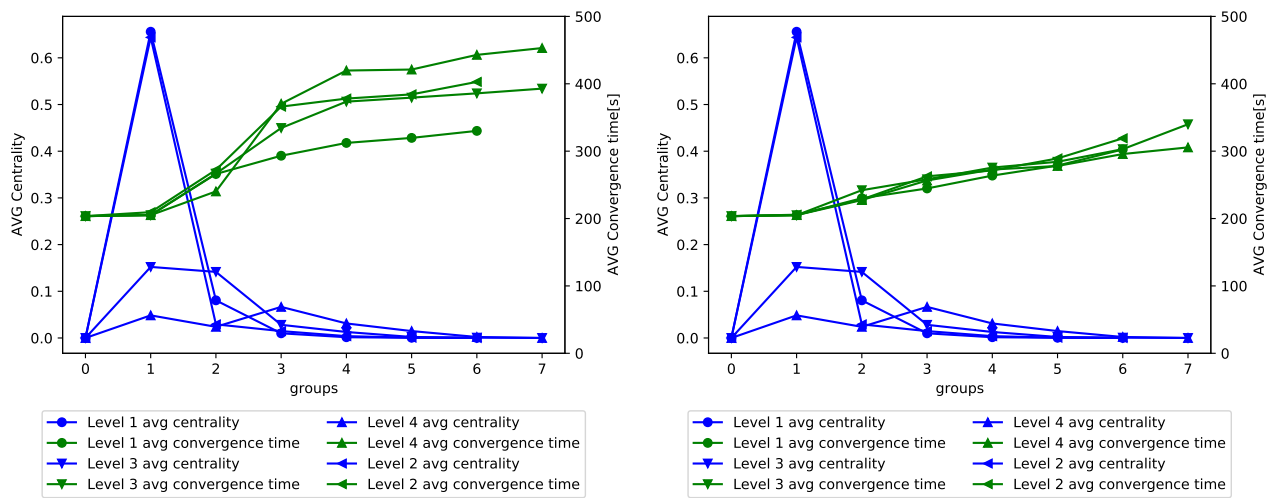 0.6
0.5
0.4
0.3
0.2
0.1
0.0
AVG Centrality
500
400
300
200
100
0
AVG Convergence time[s]
0 1 2 3 4 5 6 7
groups
Level 1 avg centrality
Level 1 avg convergence time
Level 3 avg centrality
Level 3 avg convergence time
Level 4 avg centrality
Level 4 avg convergence time
Level 2 avg centrality
Level 2 avg convergence time
0.6
0.5
0.4
0.3
0.2
0.1
0.0
AVG Centrality
500
400
300
200
100
0
AVG Convergence time[s]
0 1 2 3 4 5 6 7
groups
Level 1 avg centrality
Level 1 avg convergence time
Level 3 avg centrality
Level 3 avg convergence time
Level 4 avg centrality
Level 4 avg convergence time
Level 2 avg centrality
Level 2 avg convergence time